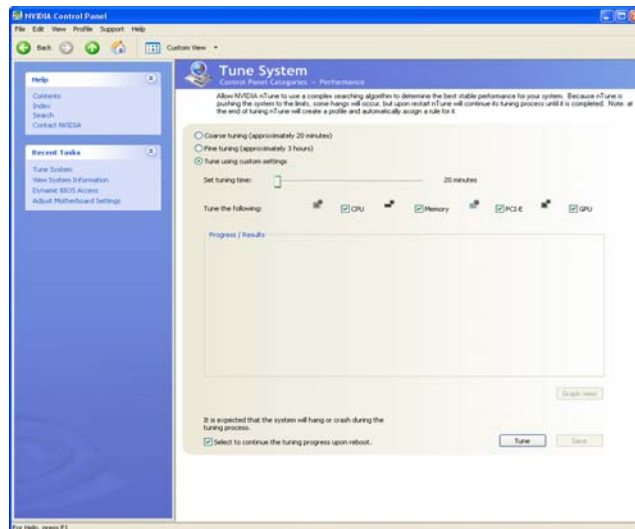 NVIDIA Control Panel
File Edit View Profile Support Help
Back Custom View
Help
Contents
Index
Search
Contact NVIDIA
Recent Tasks
Tune System
View System Information
Dynamic BIOS Access
Adjust Motherboard Settings
Tune System
Control Panel Categories - Performance
Allow NVIDIA nTune to use a complex searching algorithm to determine the best stable performance for your system. Because nTune is
pushing the system to the limits, some hangs will occur, but upon restart nTune will continue its tuning process until it is completed. Note: at
the end of tuning nTune will create a profile and automatically assign a rule for it.
Coarse tuning (approximately 20 minutes)
Fine tuning (approximately 3 hours)
Tune using custom settings
Set tuning time: 20 minutes
Tune the following: CPU Memory PCI-E GPU
Progress / Results
Graph view
It is expected that the system will hang or crash during the
tuning process.
Select to continue the tuning progress upon reboot.
Tune Save
For Help, press F1